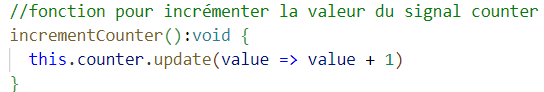 //fonction pour incrémenter la valeur du signal counter
incrementCounter():void {
  this.counter.update(value => value + 1)
}